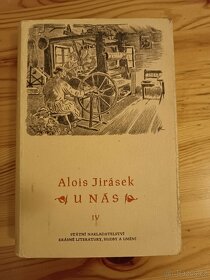 Alois Jirásek
U NÁS
IV
STÁTNÍ NAKLADATELSTVÍ
KRÁSNÉ LITERATURY, HUDBY A UMĚNÍ